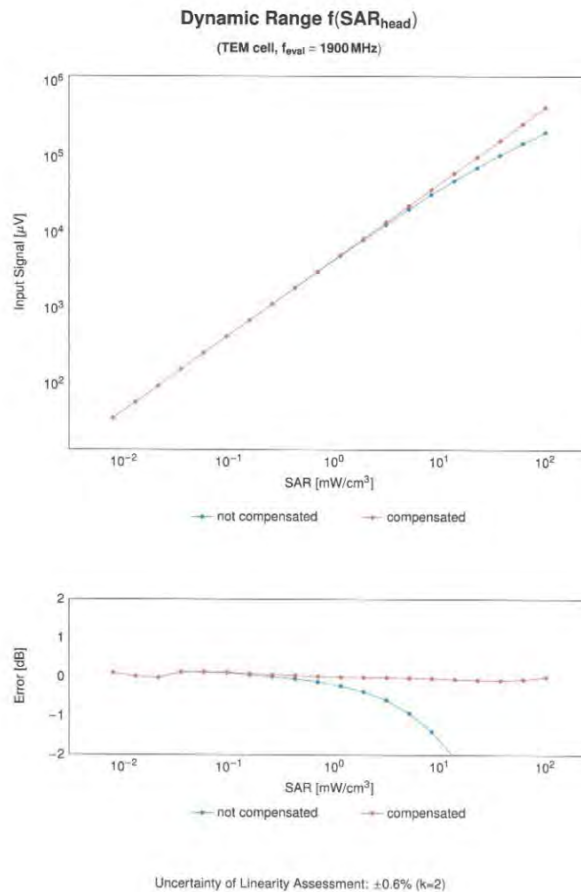 Dynamic Range f(SAR_head)
(TEM cell, f_eval = 1900 MHz)
10⁶
10⁵
10⁴
10³
10²
Input Signal [µV]
10⁻² 10⁻¹ 10⁰ 10¹ 10²
SAR [mW/cm³]
not compensated compensated
2
1
0
-1
-2
Error [dB]
10⁻² 10⁻¹ 10⁰ 10¹ 10²
SAR [mW/cm³]
not compensated compensated
Uncertainty of Linearity Assessment: ±0.6% (k=2)